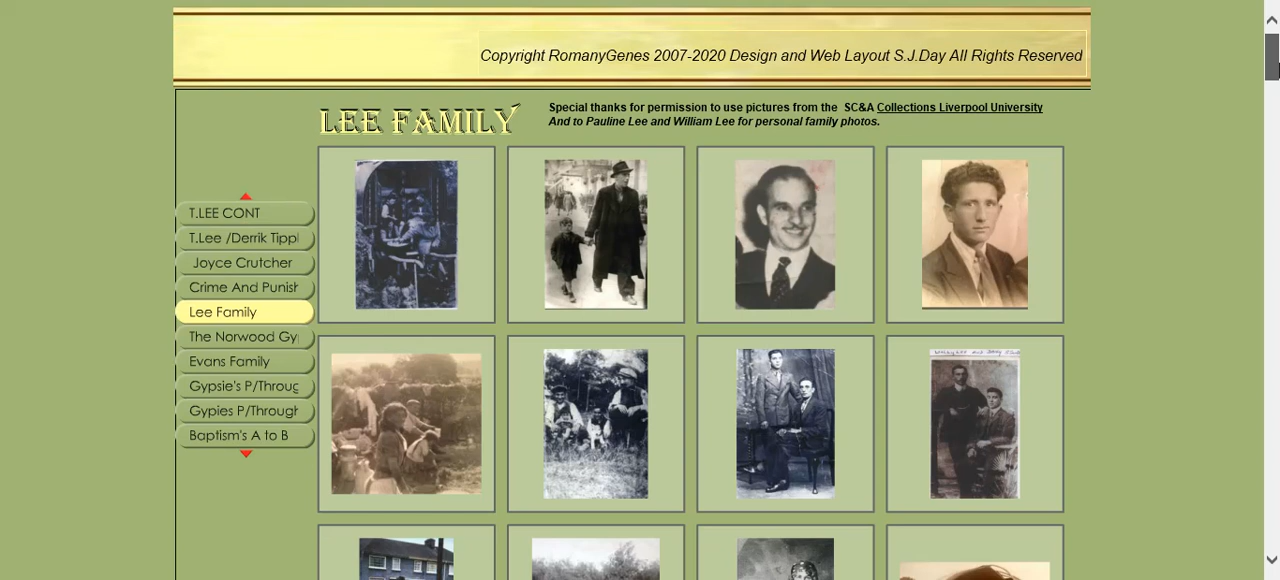 Copyright RomanyGenes 2007-2020 Design and Web Layout S.J.Day All Rights Reserved
LEE FAMILY
Special thanks for permission to use pictures from the SC&A Collections Liverpool University
And to Pauline Lee and William Lee for personal family photos.
T.LEE CONT
T.Lee /Derrik Tippi
Joyce Crutcher
Crime And Punish
Lee Family
The Norwood Gy
Evans Family
Gypsie's P/Throug
Gypies P/Through
Baptism's A to B